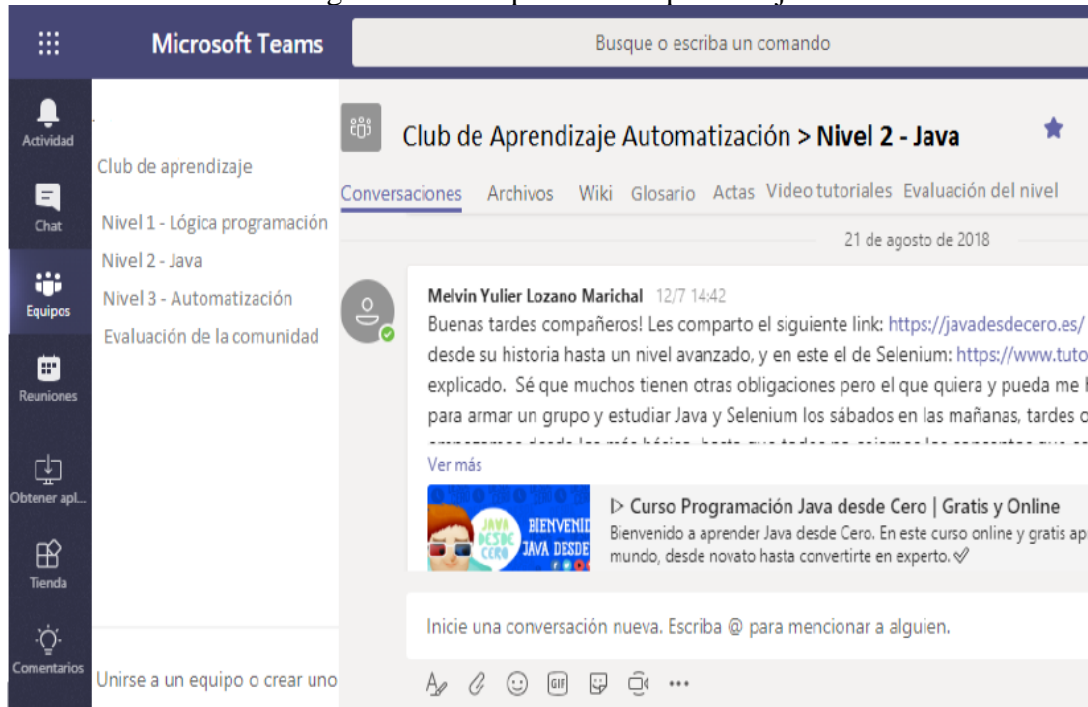 Microsoft Teams
Busque o escriba un comando
Actividad
Chat
Equipos
Reuniones
Obtener apl...
Tienda
Comentarios
Club de aprendizaje
Nivel 1 - Lógica programación
Nivel 2 - Java
Nivel 3 - Automatización
Evaluación de la comunidad
Unirse a un equipo o crear uno
Club de Aprendizaje Automatización > Nivel 2 - Java
Conversaciones Archivos Wiki Glosario Actas Video tutoriales Evaluación del nivel
21 de agosto de 2018
Melvin Yulier Lozano Marichal 12/7 14:42
Buenas tardes compañeros! Les comparto el siguiente link: https://javadesdecero.es/
desde su historia hasta un nivel avanzado, y en este el de Selenium: https://www.tuto
explicado. Sé que muchos tienen otras obligaciones pero el que quiera y pueda me
para armar un grupo y estudiar Java y Selenium los sábados en las mañanas, tardes o
Ver más
JAVA DESDE CERO
BIENVENID
JAVA DESDE
▷ Curso Programación Java desde Cero | Gratis y Online
Bienvenido a aprender Java desde Cero. En este curso online y gratis ap
mundo, desde novato hasta convertirte en experto.✅
Inicie una conversación nueva. Escriba @ para mencionar a alguien.
GIF